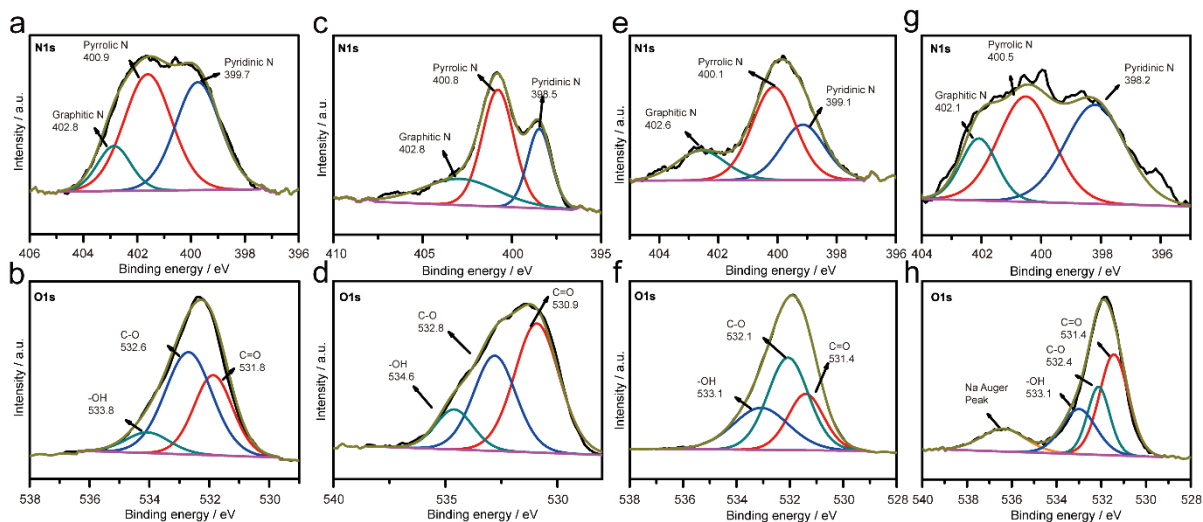 a
N1s
Pyrrolic N
400.9
Pyridinic N
399.7
Graphitic N
402.8
Intensity / a.u.
406 404 402 400 398 396
Binding energy / eV
c
N1s
Pyrrolic N
400.8
Pyridinic N
398.5
Graphitic N
402.8
Intensity / a.u.
410 405 400 395
Binding energy / eV
e
N1s
Pyrrolic N
400.1
Pyridinic N
399.1
Graphitic N
402.6
Intensity / a.u.
404 402 400 398 396
Binding energy / eV
g
N1s
Pyrrolic N
400.5
Pyridinic N
398.2
Graphitic N
402.1
Intensity / a.u.
404 402 400 398 396
Binding energy / eV
b
O1s
C-O
532.6
C=O
531.8
-OH
533.8
Intensity / a.u.
538 536 534 532 530
Binding energy / eV
d
O1s
C=O
530.9
C-O
532.8
-OH
534.6
Intensity / a.u.
540 535 530
Binding energy / eV
f
O1s
C-O
532.1
C=O
531.4
-OH
533.1
Intensity / a.u.
538 536 534 532 530 528
Binding energy / eV
h
O1s
C=O
531.4
C-O
532.4
-OH
533.1
Na Auger
Peak
Intensity / a.u.
540 538 536 534 532 530 528
Binding energy / eV